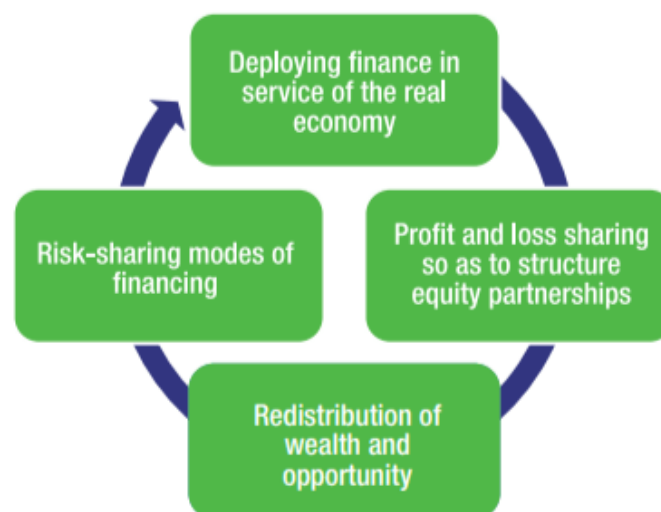 Deploying finance in
service of the real
economy
Profit and loss sharing
so as to structure
equity partnerships
Redistribution of
wealth and
opportunity
Risk-sharing modes of
financing